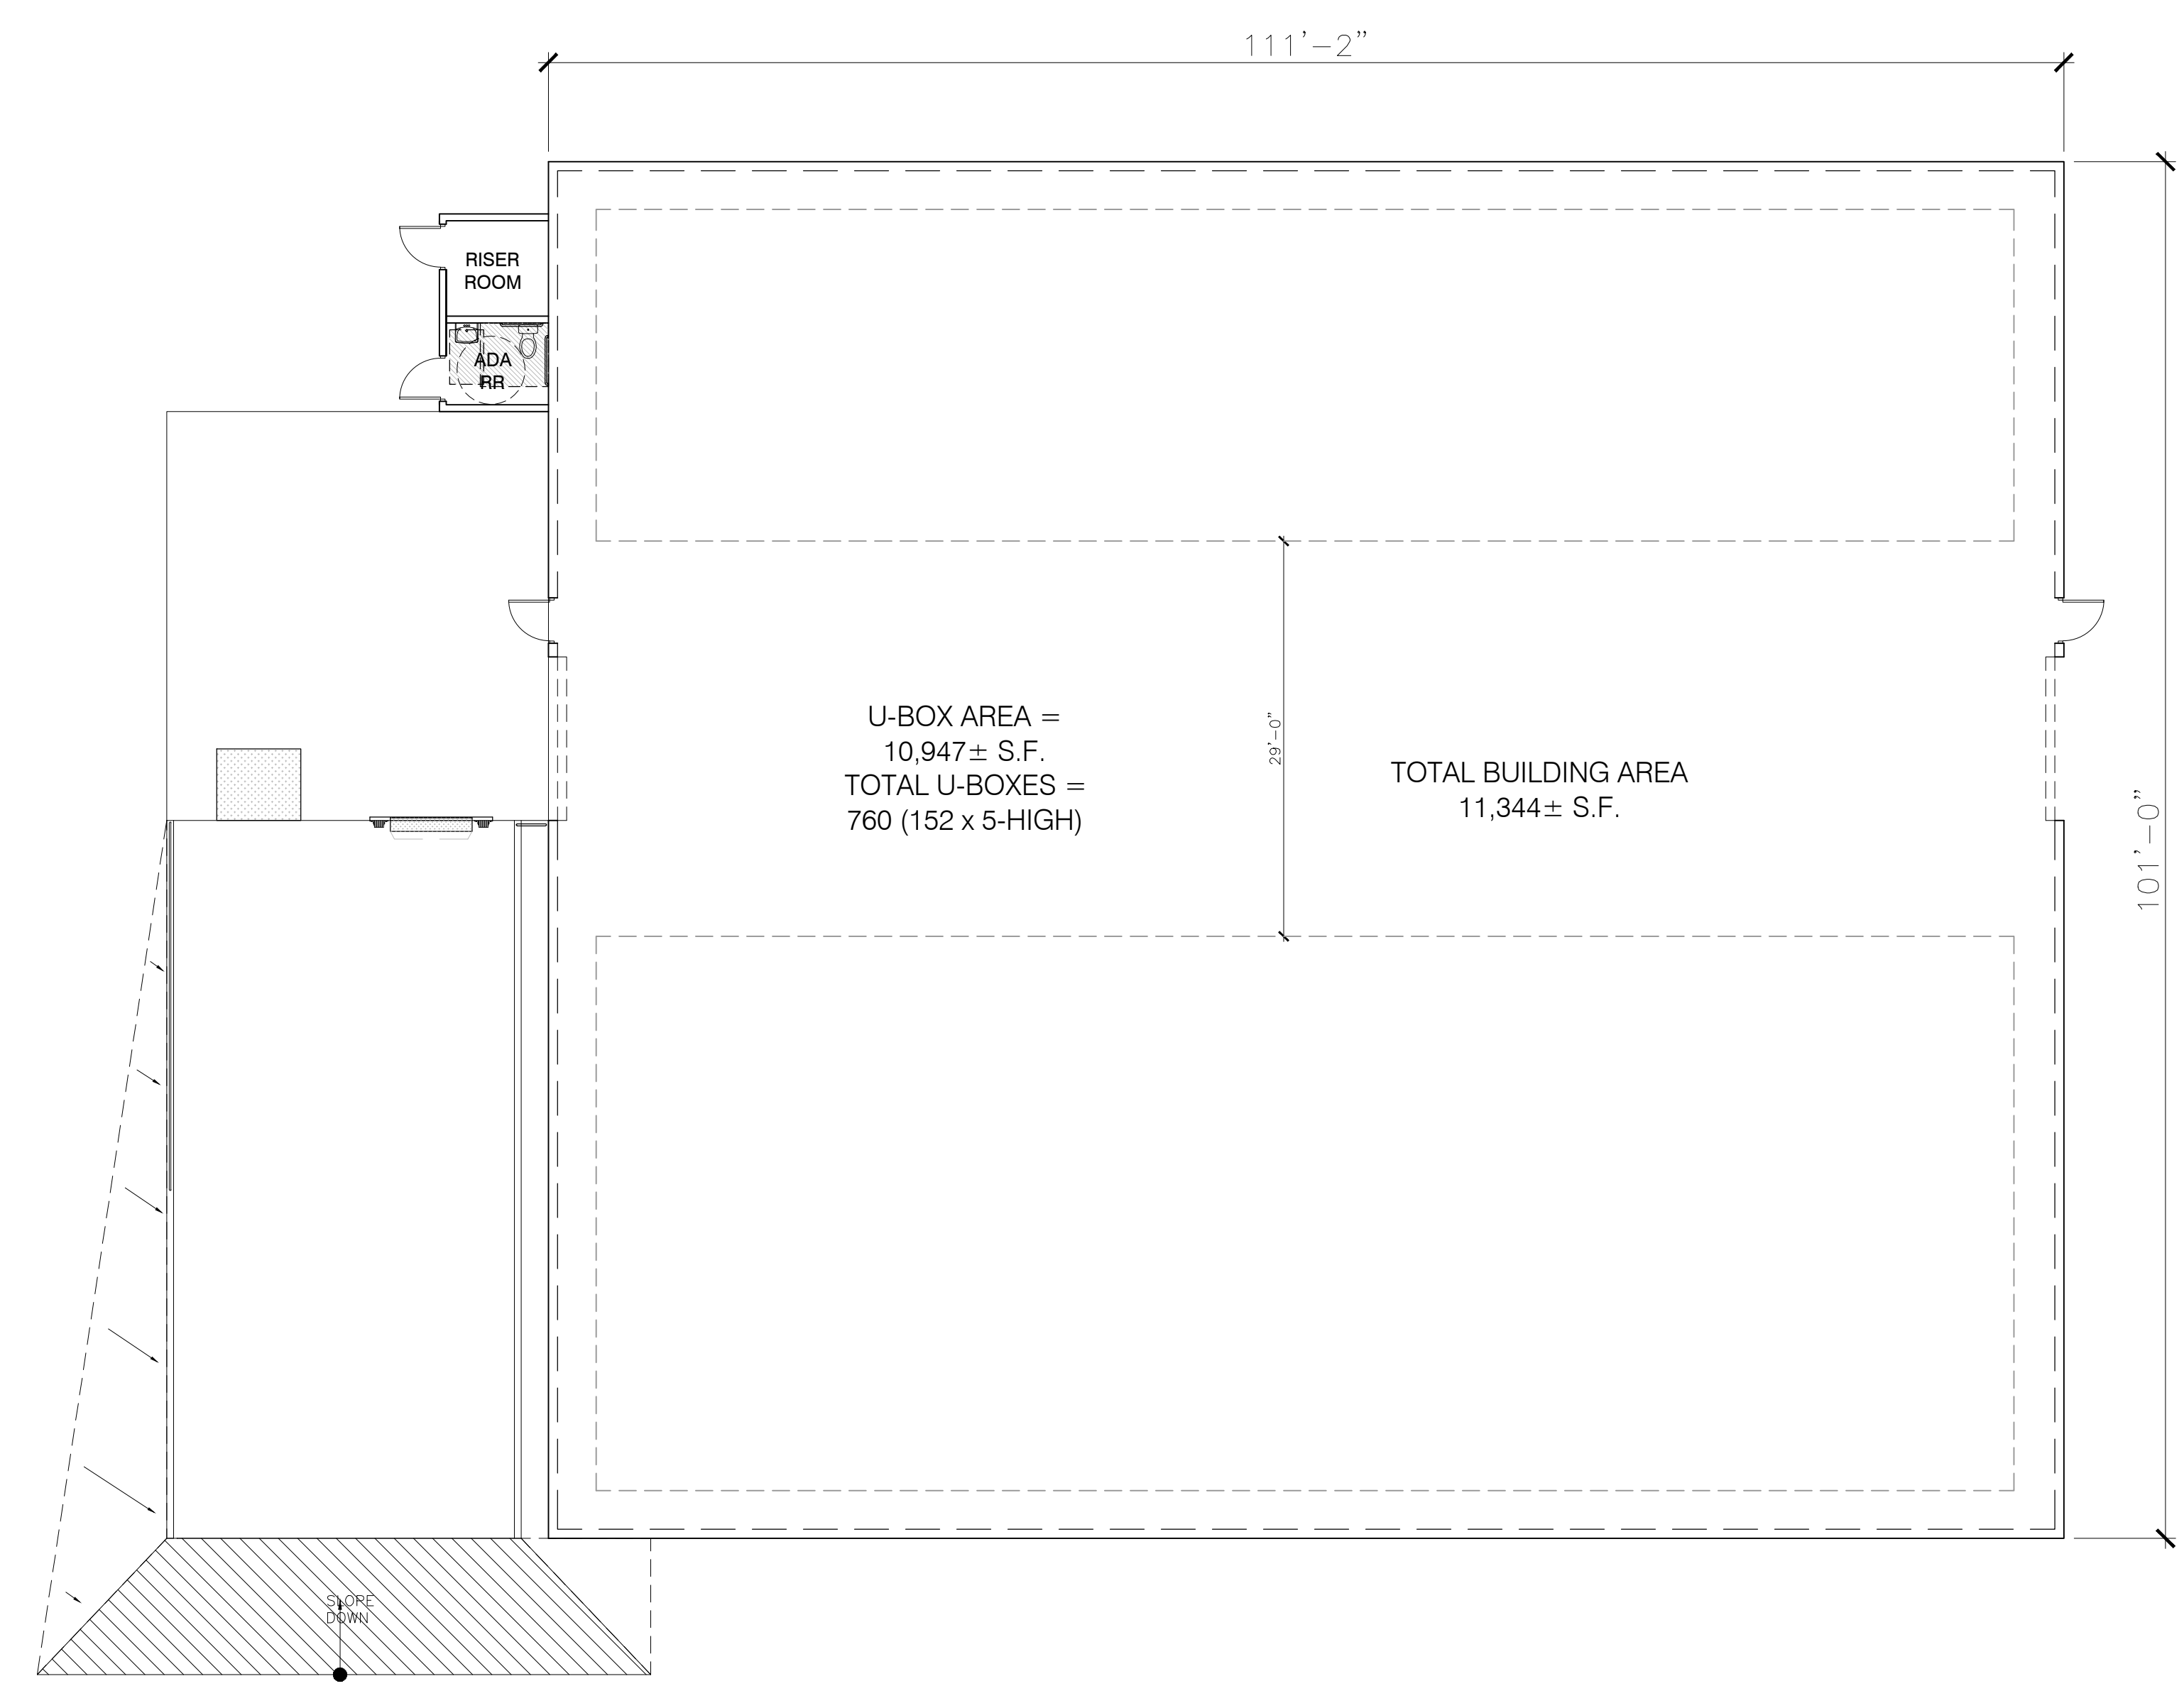 111'-2"
RISER
ROOM
ADA
RR
U-BOX AREA =
10,947± S.F.
TOTAL U-BOXES =
760 (152 x 5-HIGH)
29'-0"
TOTAL BUILDING AREA
11,344± S.F.
101'-0"
SLOPE
DOWN